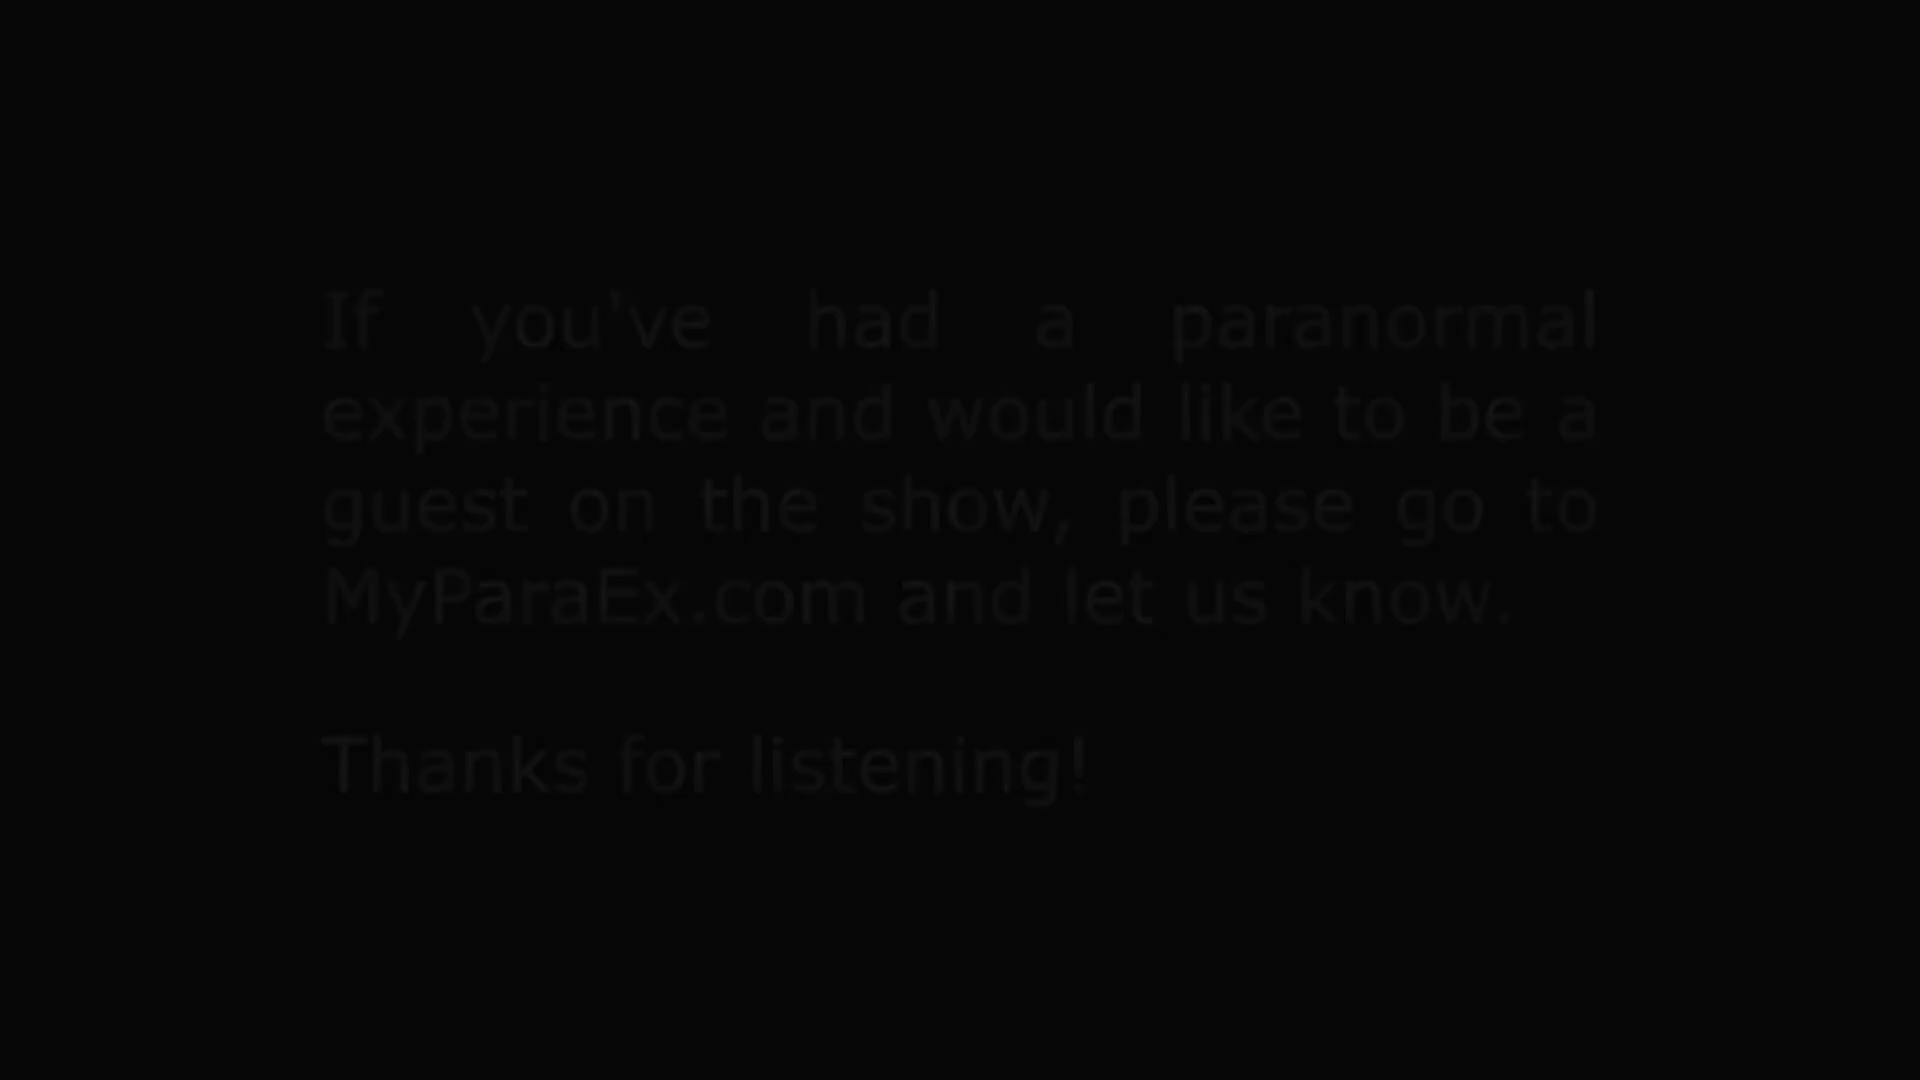 If you've had a paranormal
experience and would like to be a
guest on the show, please go to
MyParaEx.com and let us know.
Thanks for listening!